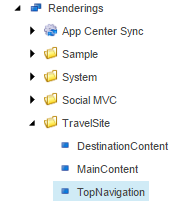 Renderings
App Center Sync
Sample
System
Social MVC
TravelSite
DestinationContent
MainContent
TopNavigation